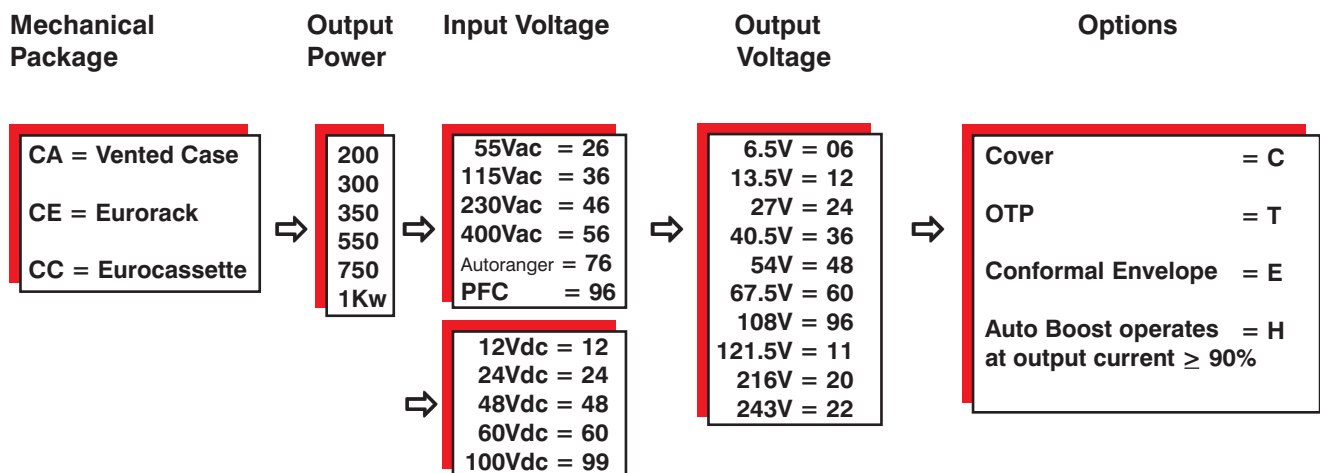 Mechanical Package
Output Power
Input Voltage
Output Voltage
Options
CA = Vented Case
CE = Eurorack
CC = Eurocassette
200
300
350
550
750
1Kw
55Vac = 26
115Vac = 36
230Vac = 46
400Vac = 56
Autoranger = 76
PFC = 96
12Vdc = 12
24Vdc = 24
48Vdc = 48
60Vdc = 60
100Vdc = 99
6.5V = 06
13.5V = 12
27V = 24
40.5V = 36
54V = 48
67.5V = 60
108V = 96
121.5V = 11
216V = 20
243V = 22
Cover = C
OTP = T
Conformal Envelope = E
Auto Boost operates = H
at output current ≥ 90%